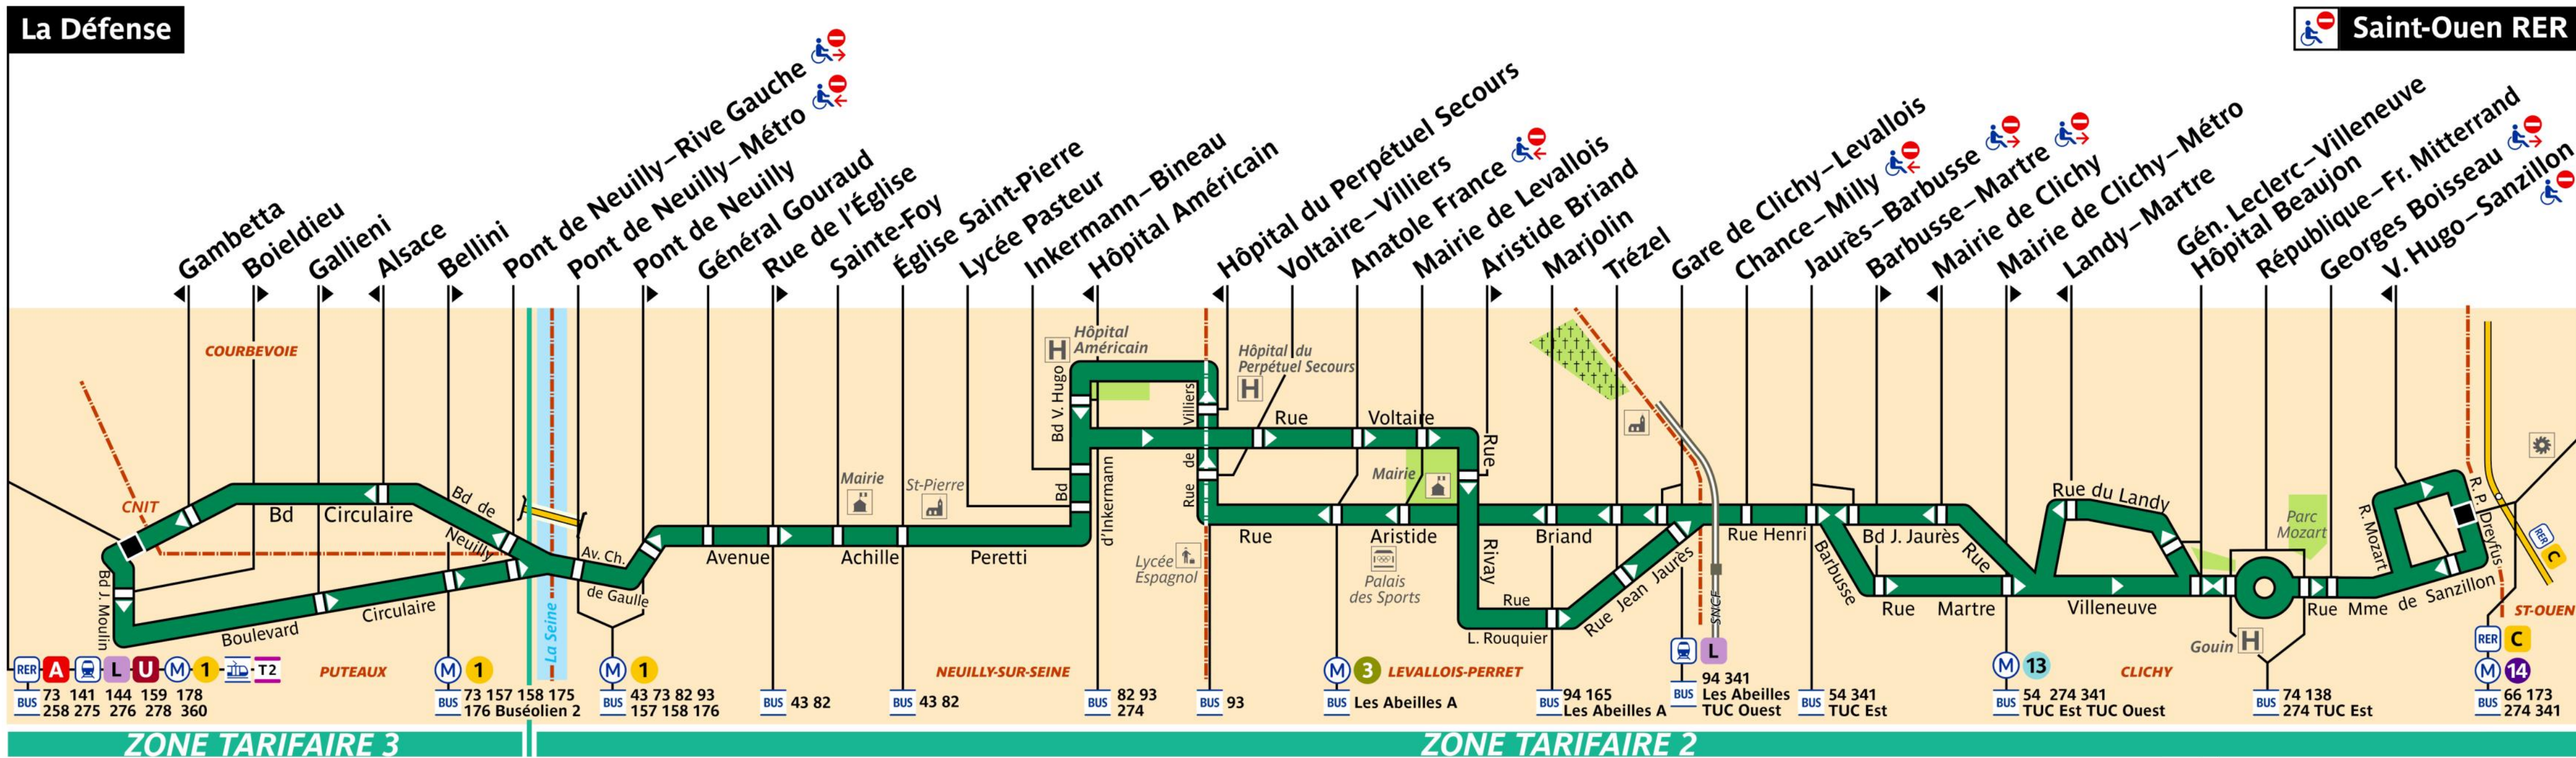 La Défense
Saint-Ouen RER
Gambetta
Boieldieu
Gallieni
Alsace
Bellini
Pont de Neuilly–Rive Gauche
Pont de Neuilly–Métro
Pont de Neuilly
Général Gouraud
Rue de l'Église
Sainte-Foy
Église Saint-Pierre
Lycée Pasteur
Inkermann–Bineau
Hôpital Américain
Hôpital du Perpétuel Secours
Voltaire–Villiers
Anatole France
Mairie de Levallois
Aristide Briand
Marjolin
Trézel
Gare de Clichy–Levallois
Chance–Milly
Jaurès–Barbusse
Barbusse–Martre
Mairie de Clichy
Mairie de Clichy–Métro
Landy–Martre
Gén. Leclerc–Villeneuve
Hôpital Beaujon
République–Fr. Mitterrand
Georges Boisseau
V. Hugo–Sanzillon
COURBEVOIE
CNIT
Bd Circulaire
Bd de Neuilly
Bd J. Moulin
Boulevard Circulaire
La Seine
Av. Ch. de Gaulle
Avenue Achille Peretti
Mairie
St-Pierre
H Hôpital Américain
Bd V. Hugo
Bd d'Inkermann
Rue de Villiers
Hôpital du Perpétuel Secours
H
Rue Voltaire
Mairie
Rue Rivay
Lycée Espagnol
Rue Aristide Briand
Palais des Sports
Rue L. Rouquier
Rue Jean Jaurès
SNCF
Rue Henri Barbusse
Bd J. Jaurès
Rue Martre
Rue
Rue du Landy
Villeneuve
Parc Mozart
Gouin H
Rue Mme de Sanzillon
R. Mozart
R. P. Dreyfus
RER C
ST-OUEN
PUTEAUX
NEUILLY-SUR-SEINE
LEVALLOIS-PERRET
CLICHY
RER A L U M 1 T2
BUS 73 141 144 159 178
258 275 276 278 360
M 1
BUS 73 157 158 175
176 Buséolien 2
M 1
BUS 43 73 82 93
157 158 176
BUS 43 82
BUS 43 82
BUS 82 93
274
BUS 93
M 3
BUS Les Abeilles A
BUS 94 165
Les Abeilles A
L
BUS 94 341
Les Abeilles
TUC Ouest
BUS 54 341
TUC Est
M 13
BUS 54 274 341
TUC Est TUC Ouest
BUS 74 138
274 TUC Est
RER C
M 14
BUS 66 173
274 341
ZONE TARIFAIRE 3
ZONE TARIFAIRE 2